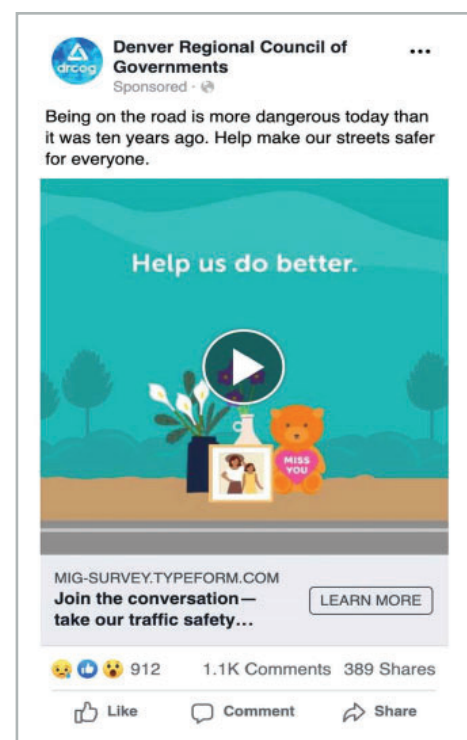 drcog
Denver Regional Council of
Governments
Sponsored ·
Being on the road is more dangerous today than
it was ten years ago. Help make our streets safer
for everyone.
Help us do better.
MISS
YOU
MIG-SURVEY.TYPEFORM.COM
Join the conversation—
take our traffic safety...
LEARN MORE
912 1.1K Comments 389 Shares
Like Comment Share